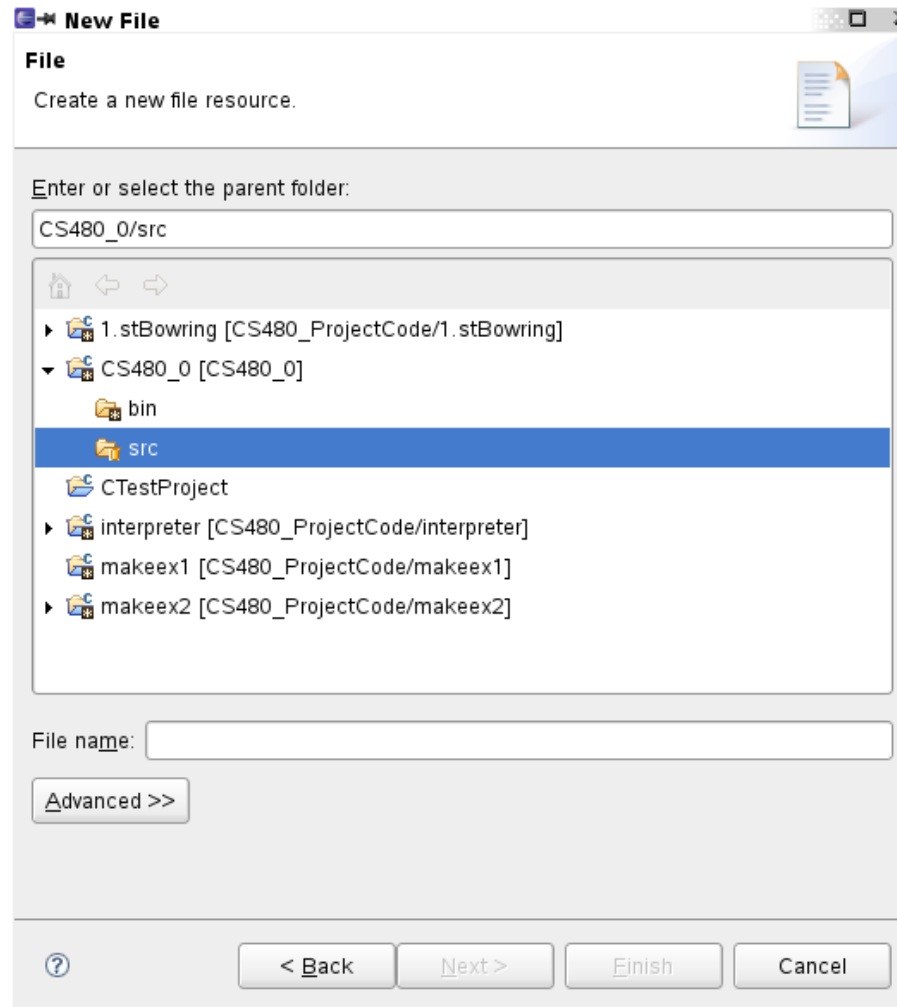 New File
File
Create a new file resource.
Enter or select the parent folder:
CS480_0/src
1.stBowring [CS480_ProjectCode/1.stBowring]
CS480_0 [CS480_0]
bin
src
CTestProject
interpreter [CS480_ProjectCode/interpreter]
makeex1 [CS480_ProjectCode/makeex1]
makeex2 [CS480_ProjectCode/makeex2]
File name:
Advanced >>
< Back Next > Finish Cancel